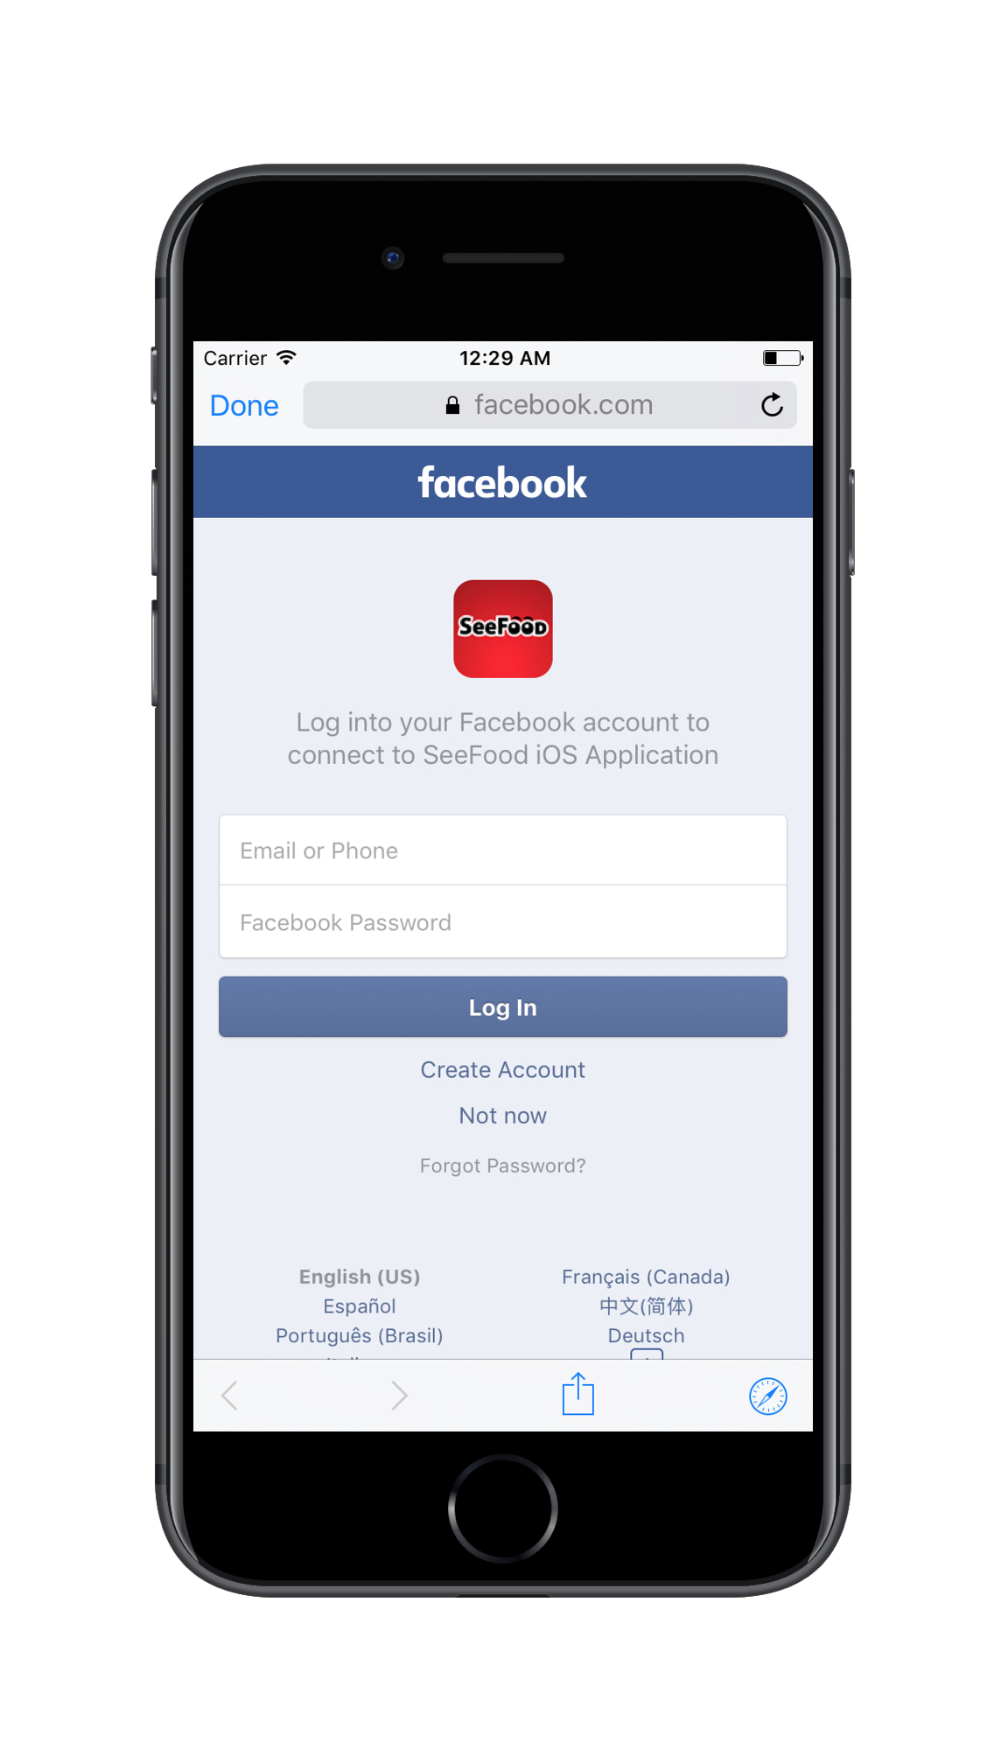 Carrier 12:29 AM
Done facebook.com
facebook
SeeFood
Log into your Facebook account to
connect to SeeFood iOS Application
Email or Phone
Facebook Password
Log In
Create Account
Not now
Forgot Password?
English (US) Français (Canada)
Español 中文(简体)
Português (Brasil) Deutsch